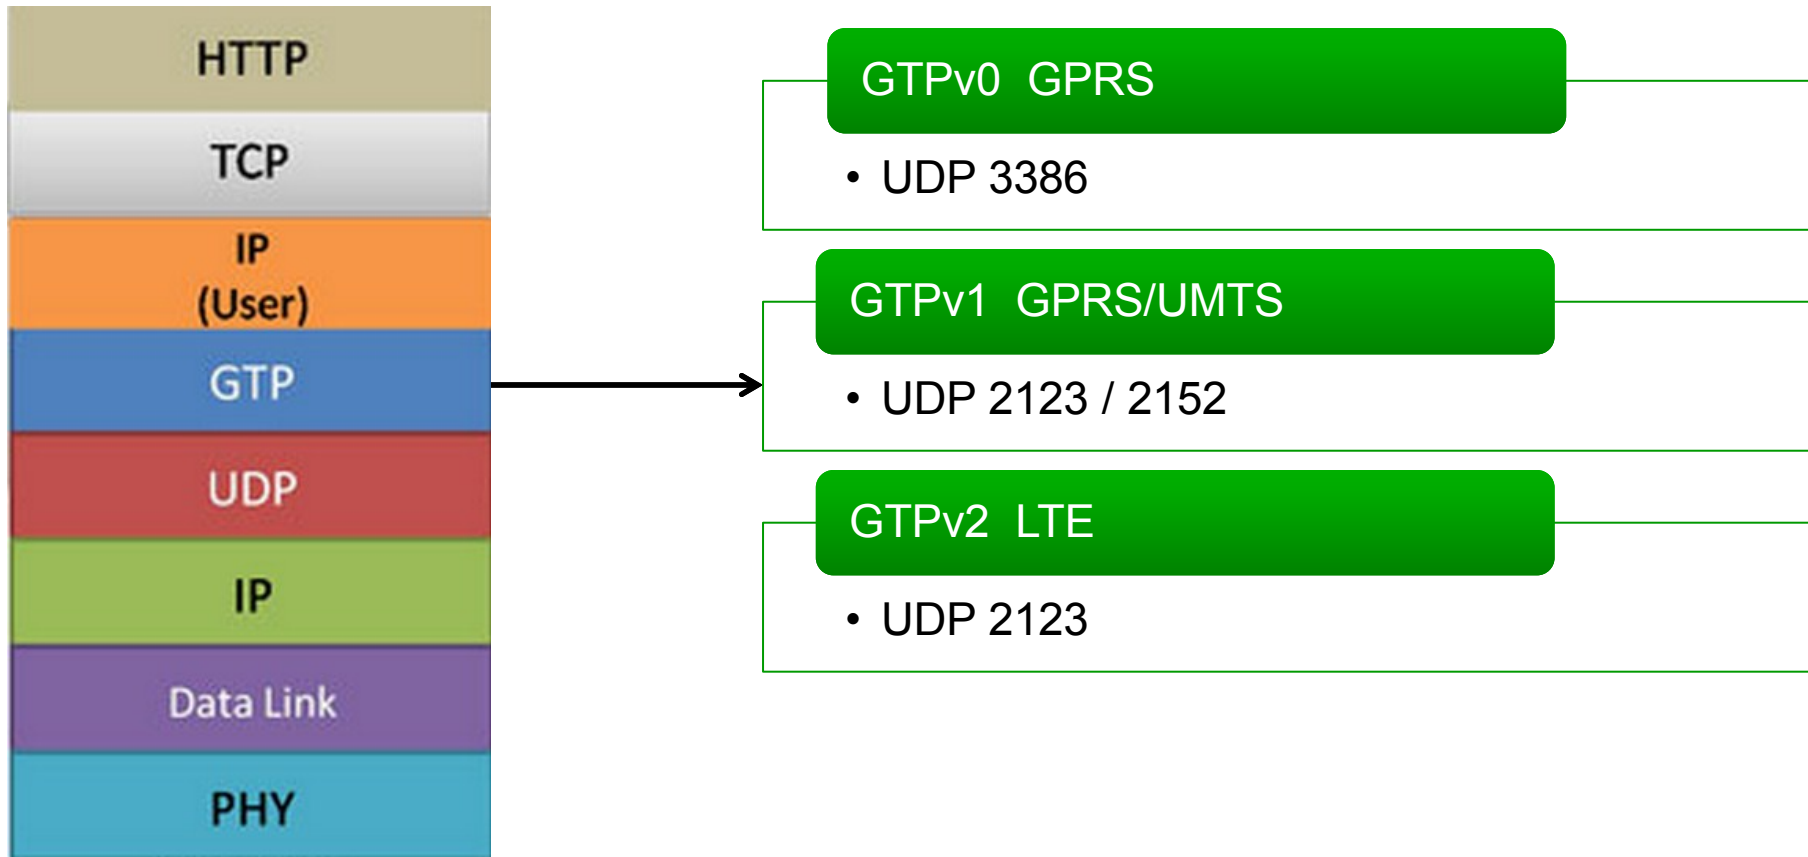 HTTP
TCP
IP
(User)
GTP
UDP
IP
Data Link
PHY
GTPv0 GPRS
• UDP 3386
GTPv1 GPRS/UMTS
• UDP 2123 / 2152
GTPv2 LTE
• UDP 2123